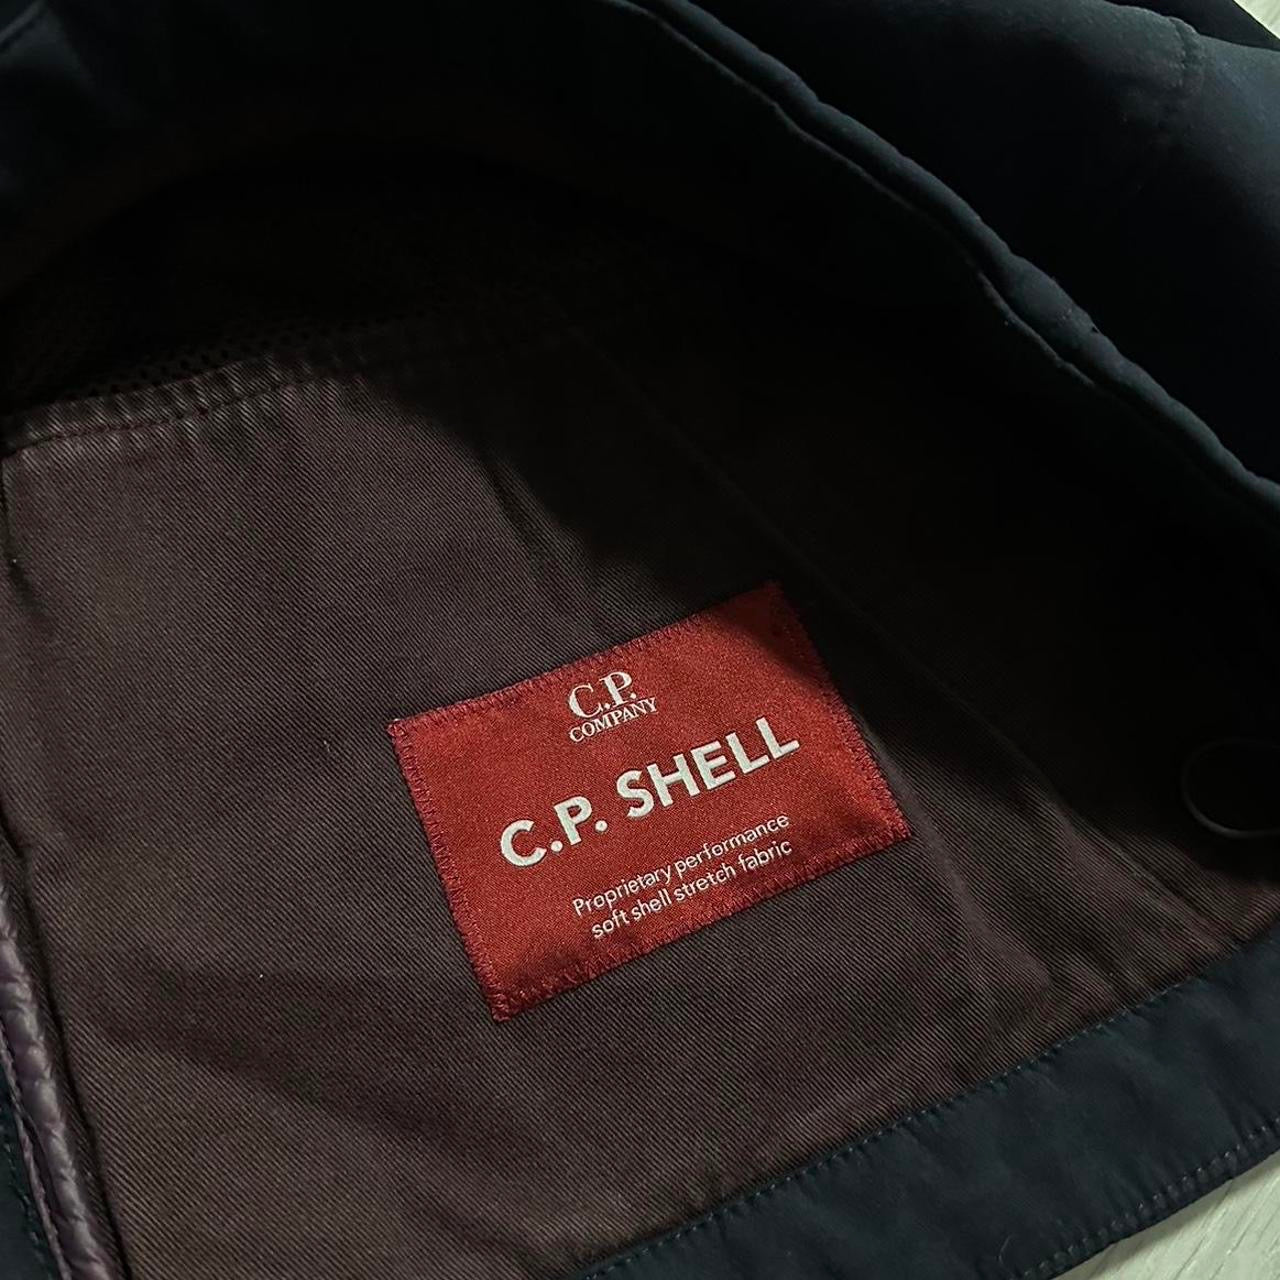 C.P.
COMPANY
C.P. SHELL
Proprietary performance
soft shell stretch fabric